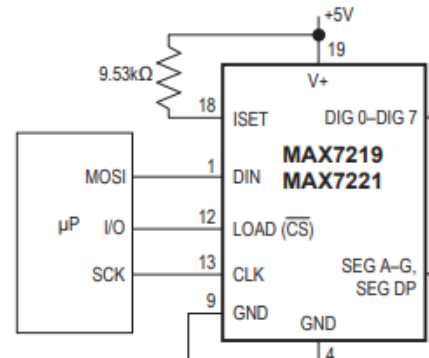 +5V
19
9.53kΩ
V+
18
ISET
DIG 0–DIG 7
MAX7219
MAX7221
MOSI
1
DIN
µP
I/O
12
LOAD (C̅S̅)
SCK
13
CLK
SEG A–G,
SEG DP
9
GND
GND
4